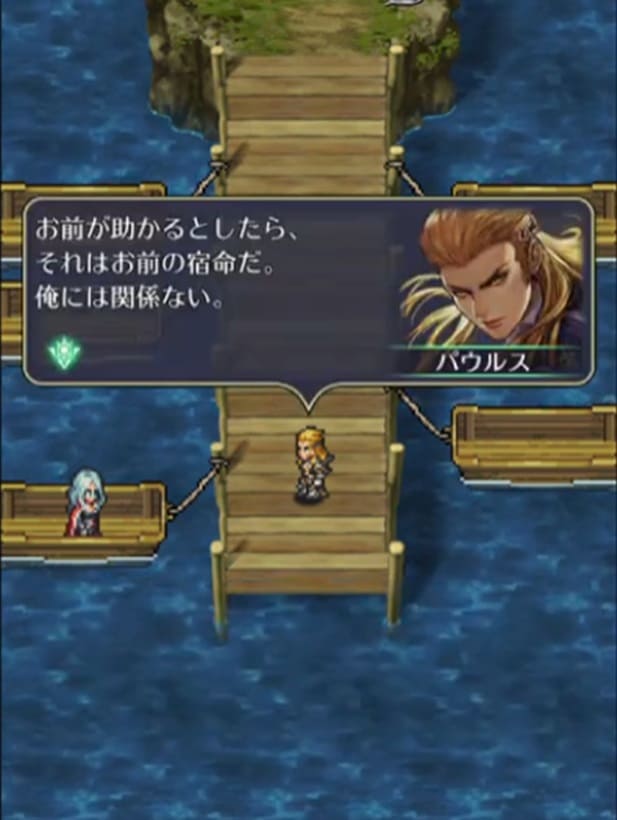 お前が助かるとしたら、
それはお前の宿命だ。
俺には関係ない。
パウルス